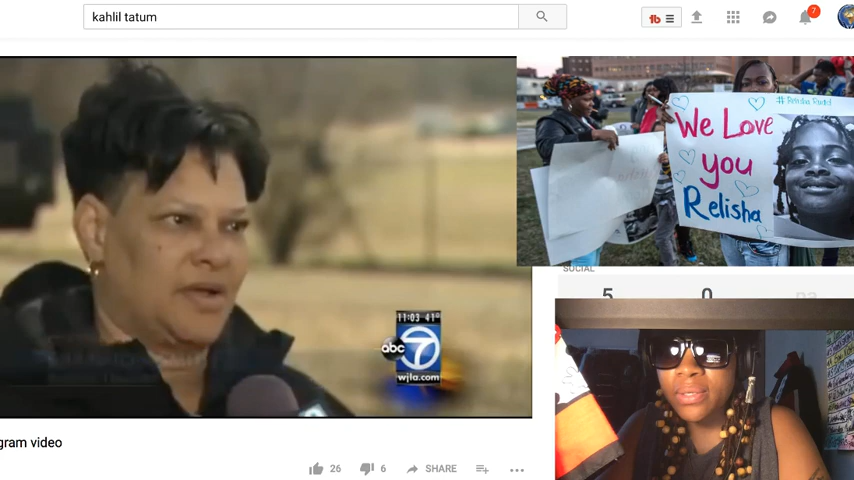 kahlil tatum
7
# Relisha Rudd
We Love
you
Relisha
SOCIAL
5 0
11:03 41°
abc 7
wjla.com
gram video
26 6 SHARE